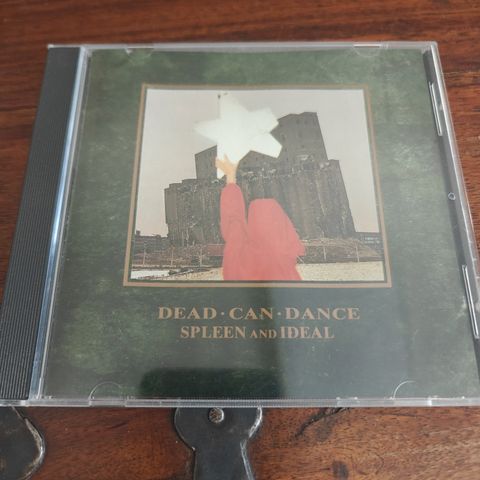 DEAD · CAN · DANCE
SPLEEN AND IDEAL